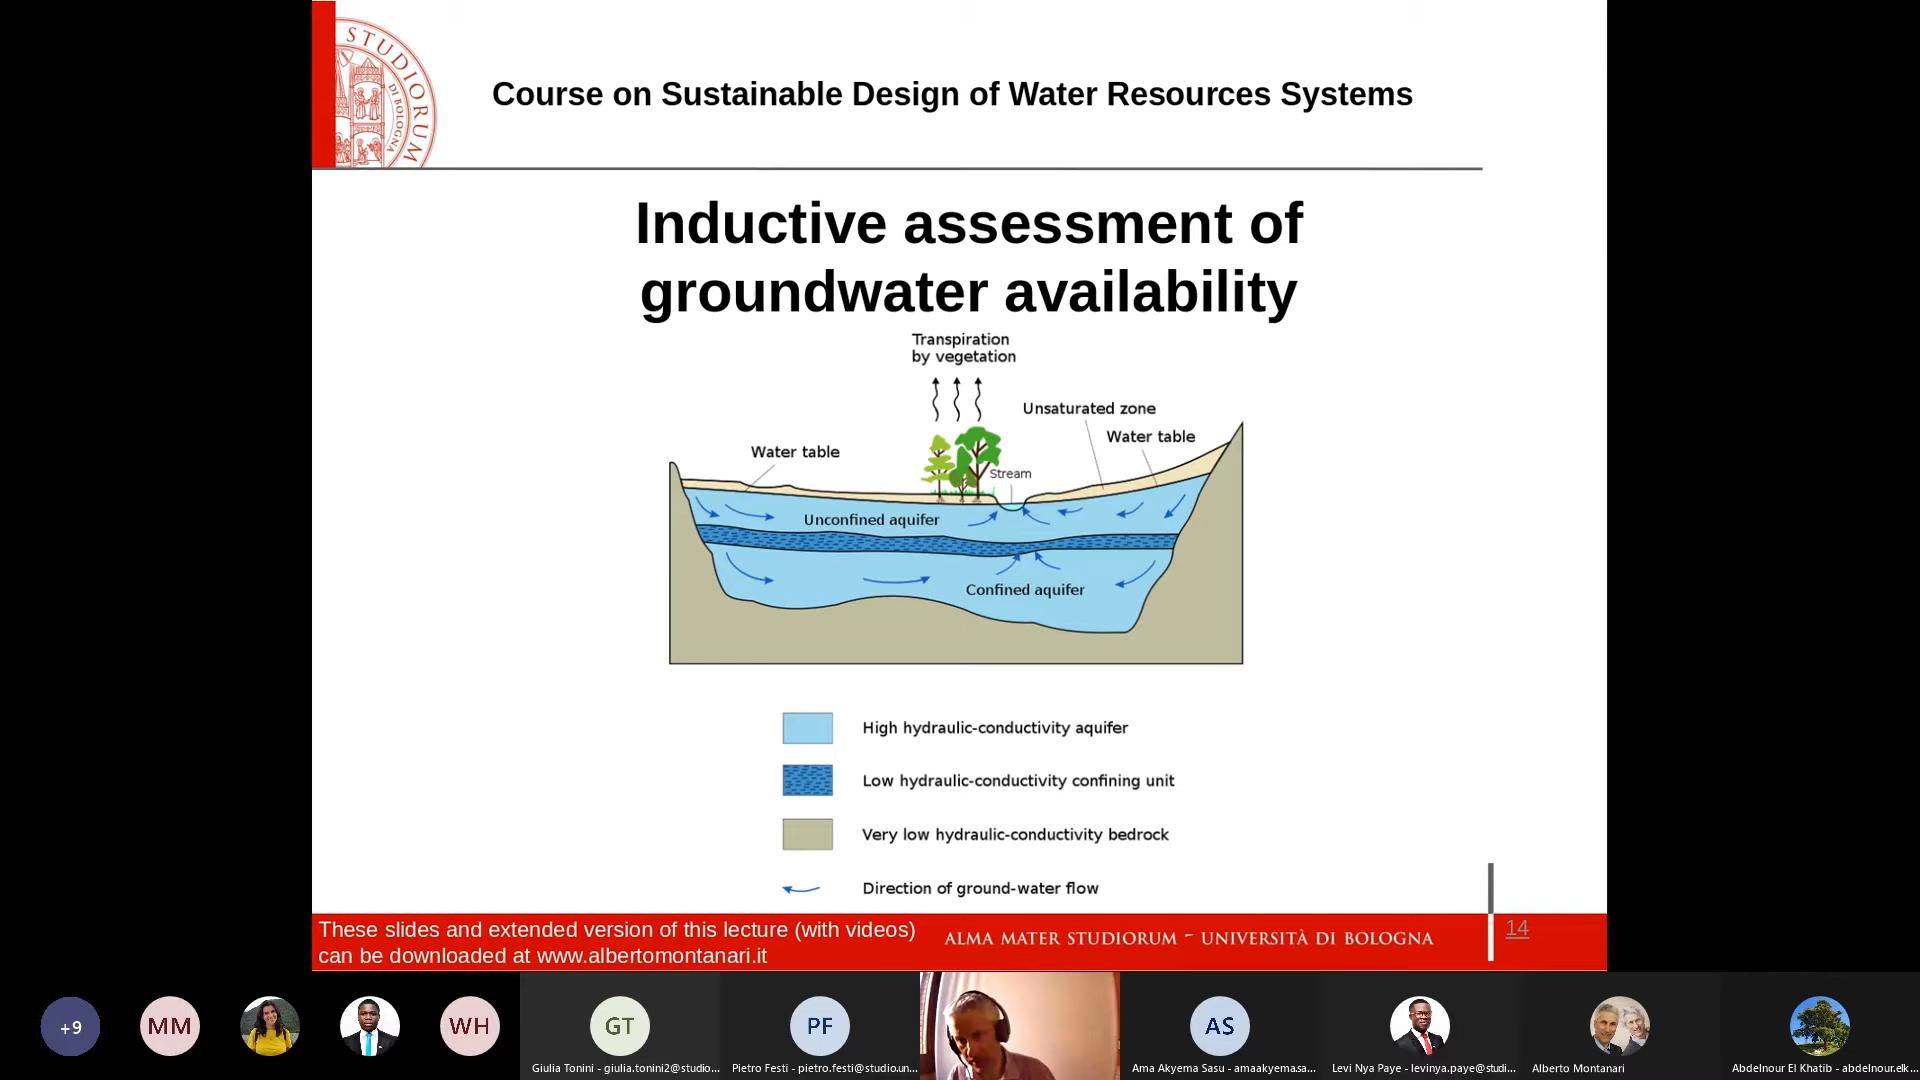 STUDIORUM
DI BOLOGNA
Course on Sustainable Design of Water Resources Systems
Inductive assessment of
groundwater availability
Transpiration
by vegetation
Unsaturated zone
Water table
Water table
Stream
Unconfined aquifer
Confined aquifer
High hydraulic-conductivity aquifer
Low hydraulic-conductivity confining unit
Very low hydraulic-conductivity bedrock
Direction of ground-water flow
These slides and extended version of this lecture (with videos)
can be downloaded at www.albertomontanari.it
ALMA MATER STUDIORUM ~ UNIVERSITÀ DI BOLOGNA
14
+9
MM
WH
GT
PF
AS
Giulia Tonini - giulia.tonini2@studio...
Pietro Festi - pietro.festi@studio.un...
Ama Akyema Sasu - amaakyema.sa...
Levi Nya Paye - levinya.paye@studi...
Alberto Montanari
Abdelnour El Khatib - abdelnour.elk...